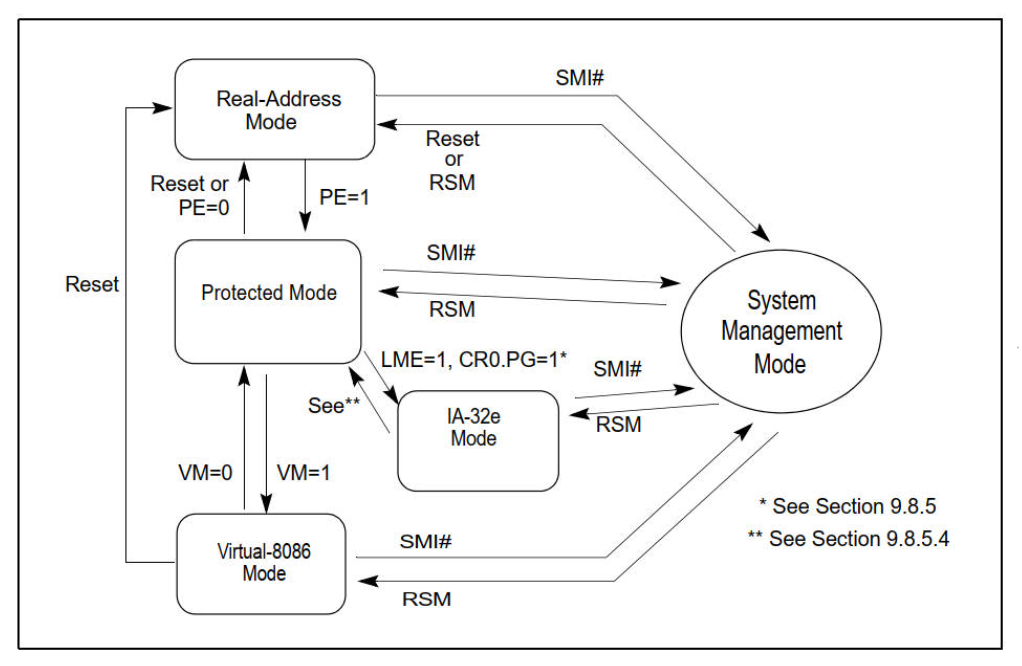 SMI#
Real-Address
Mode
Reset
or
RSM
Reset or
PE=0
PE=1
SMI#
Reset
Protected Mode
RSM
System
Management
Mode
LME=1, CR0.PG=1*
SMI#
See**
IA-32e
Mode
RSM
VM=0
VM=1
* See Section 9.8.5
** See Section 9.8.5.4
SMI#
Virtual-8086
Mode
RSM